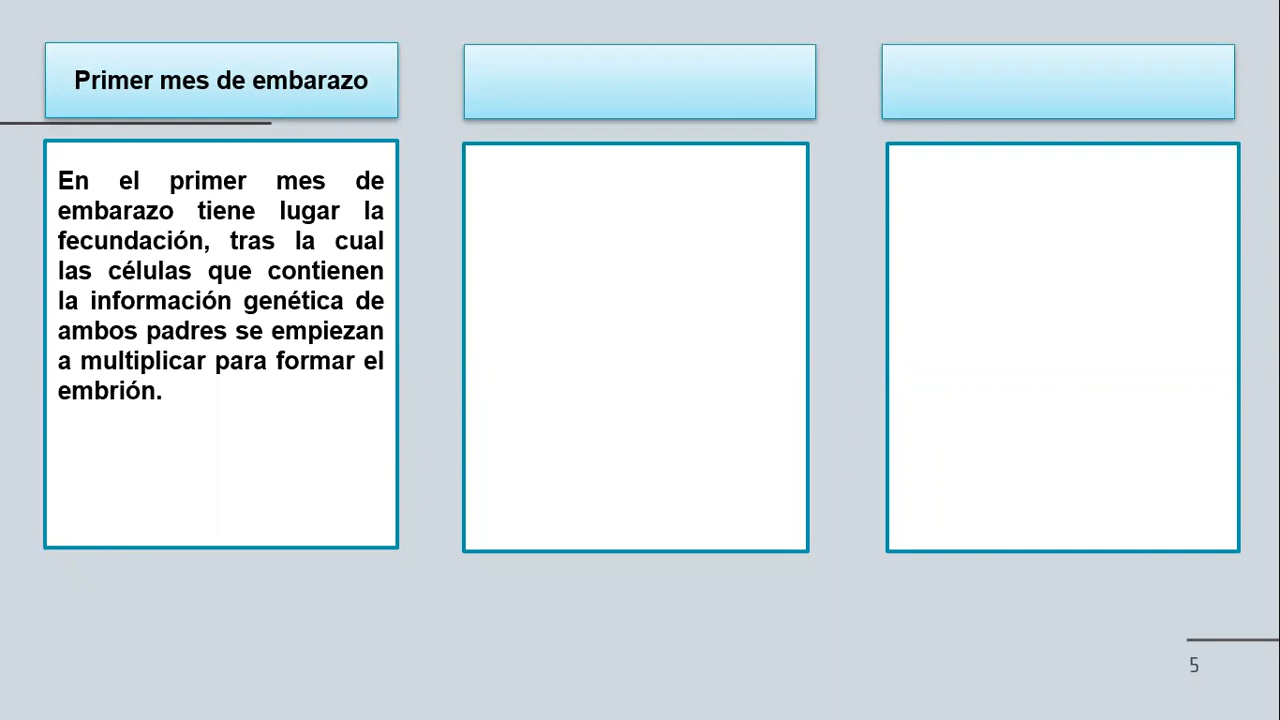 Primer mes de embarazo
En el primer mes de
embarazo tiene lugar la
fecundación, tras la cual
las células que contienen
la información genética de
ambos padres se empiezan
a multiplicar para formar el
embrión.
5